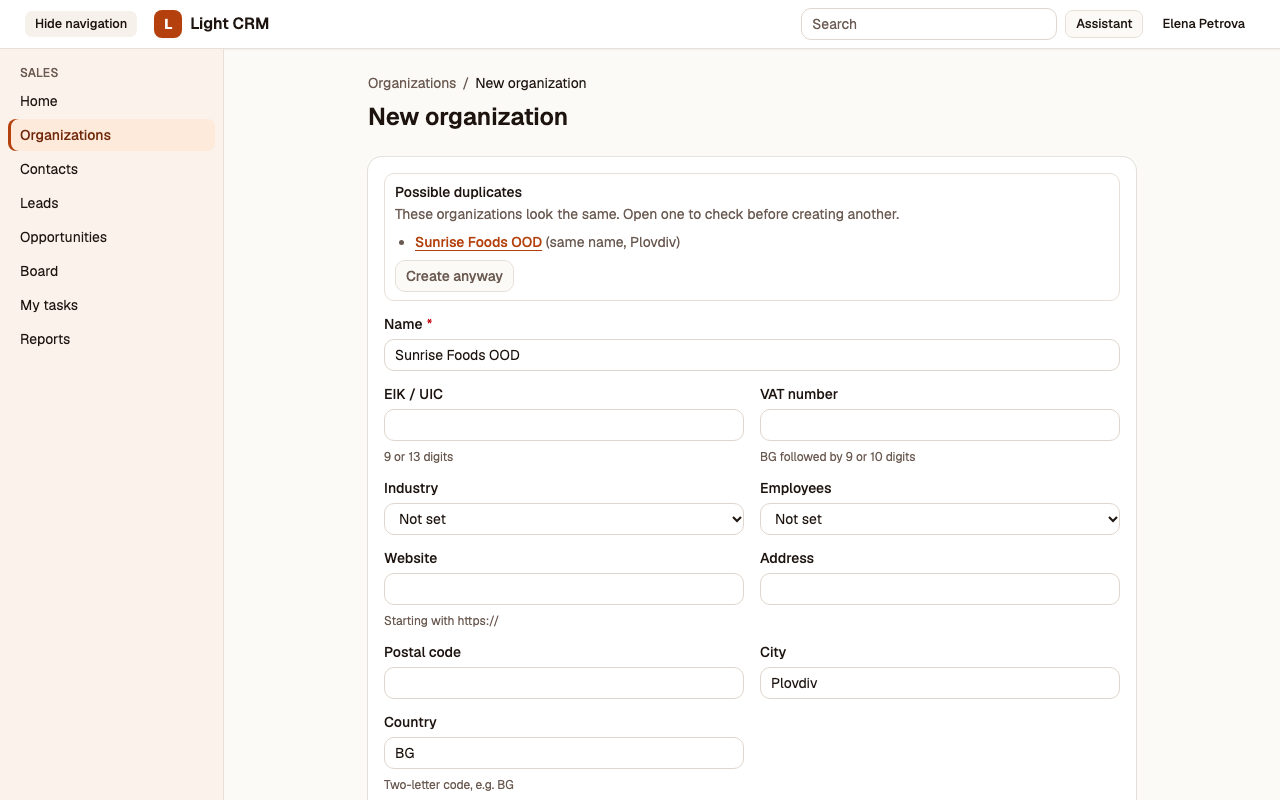 Hide navigation
L
Light CRM
Search
Assistant
Elena Petrova
SALES
Home
Organizations
Contacts
Leads
Opportunities
Board
My tasks
Reports
Organizations / New organization
New organization
Possible duplicates
These organizations look the same. Open one to check before creating another.
• Sunrise Foods OOD (same name, Plovdiv)
Create anyway
Name *
Sunrise Foods OOD
EIK / UIC
VAT number
9 or 13 digits
BG followed by 9 or 10 digits
Industry
Employees
Not set
Not set
Website
Address
Starting with https://
Postal code
City
Plovdiv
Country
BG
Two-letter code, e.g. BG